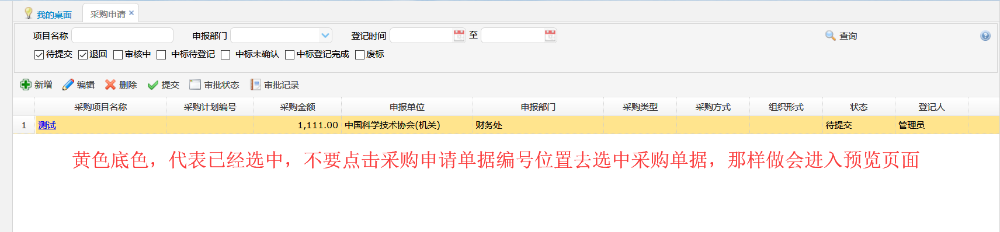 我的桌面 采购申请
项目名称 申报部门 登记时间 至 查询
待提交 退回 审核中 中标待登记 中标未确认 中标登记完成 废标
新增 编辑 删除 提交 审批状态 审批记录
采购项目名称 采购计划编号 采购金额 申报单位 申报部门 采购类型 采购方式 组织形式 状态 登记人
1 测试 1,111.00 中国科学技术协会(机关) 财务处 待提交 管理员
黄色底色，代表已经选中，不要点击采购申请单据编号位置去选中采购单据，那样做会进入预览页面